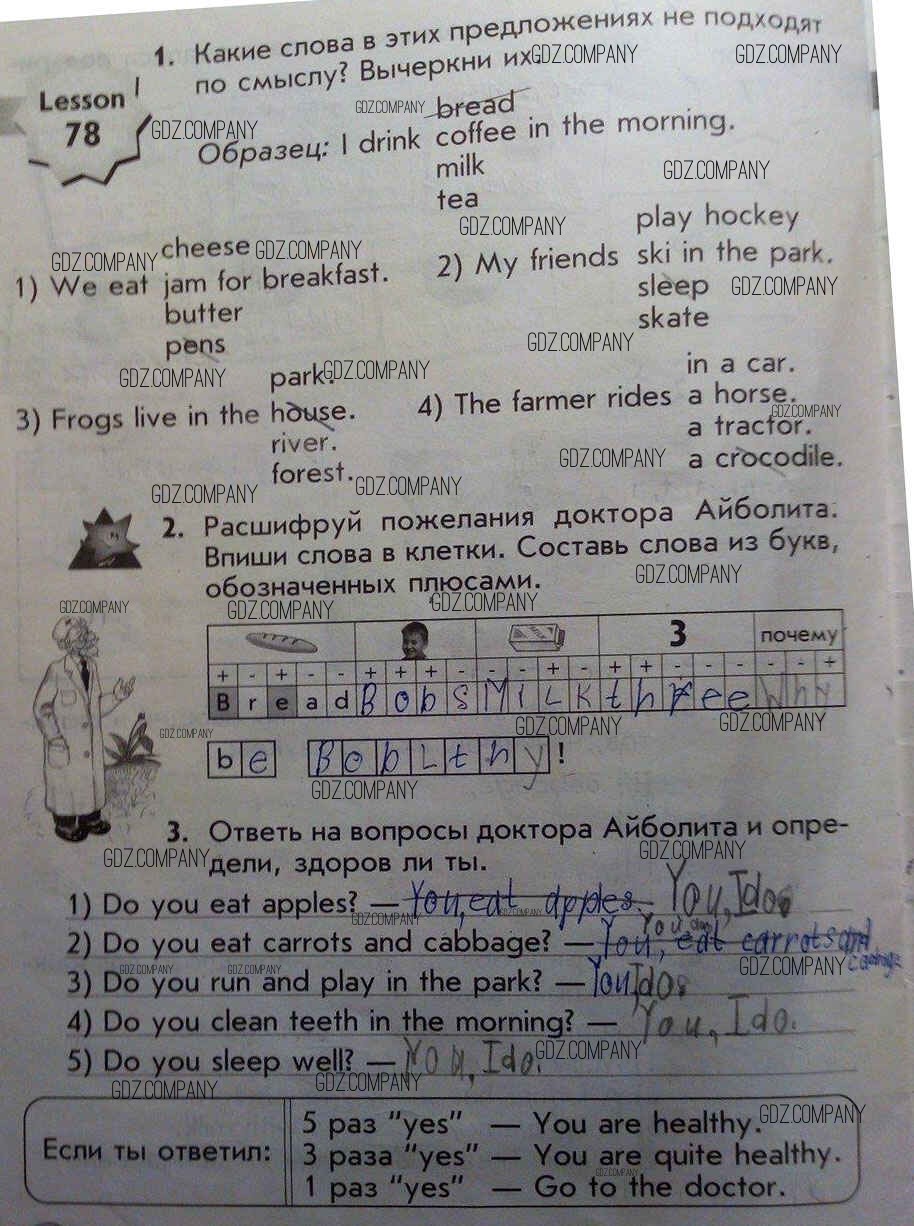 1. Какие слова в этих предложениях не подходят
по смыслу? Вычеркни их.
Lesson
78
bread
Образец: I drink coffee in the morning.
milk
tea
cheese
1) We eat jam for breakfast.
butter
pens
play hockey
2) My friends ski in the park.
sleep
skate
park.
3) Frogs live in the house.
river.
forest.
in a car.
4) The farmer rides a horse.
a tractor.
a crocodile.
2. Расшифруй пожелания доктора Айболита.
Впиши слова в клетки. Составь слова из букв,
обозначенных плюсами.
3 почему
+ - + - - + + + - - - + - + + - - - - - +
B r e a d B o b s M i L k t h r e e W h y
b e B o b L t h y !
3. Ответь на вопросы доктора Айболита и опре-
дели, здоров ли ты.
1) Do you eat apples? — You, eat apples. You, I do.
2) Do you eat carrots and cabbage? — You, eat carrots and
3) Do you run and play in the park? — You, I do.
4) Do you clean teeth in the morning? — You, I do.
5) Do you sleep well? — You, I do.
Если ты ответил:
5 раз “yes” — You are healthy.
3 раза “yes” — You are quite healthy.
1 раз “yes” — Go to the doctor.
GDZ.COMPANY